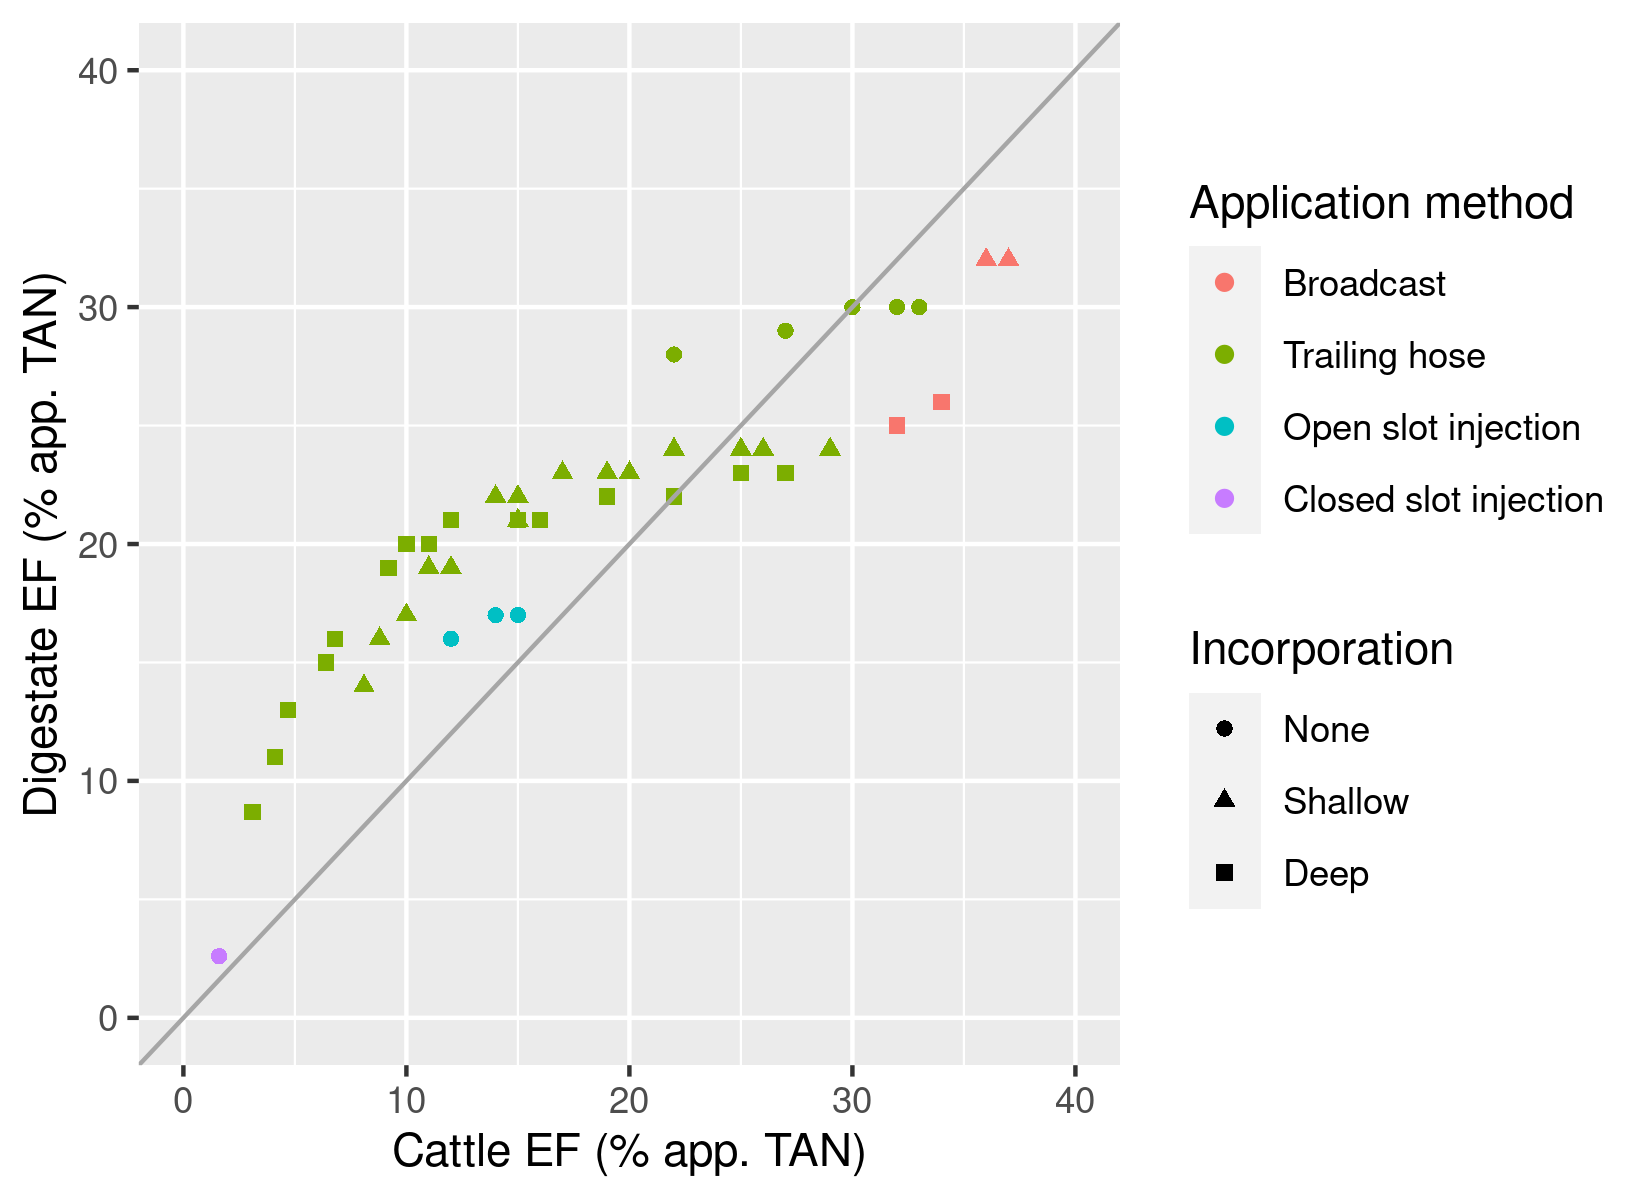 40
30
20
10
0
0 10 20 30 40
Digestate EF (% app. TAN)
Cattle EF (% app. TAN)
Application method
Broadcast
Trailing hose
Open slot injection
Closed slot injection
Incorporation
None
Shallow
Deep